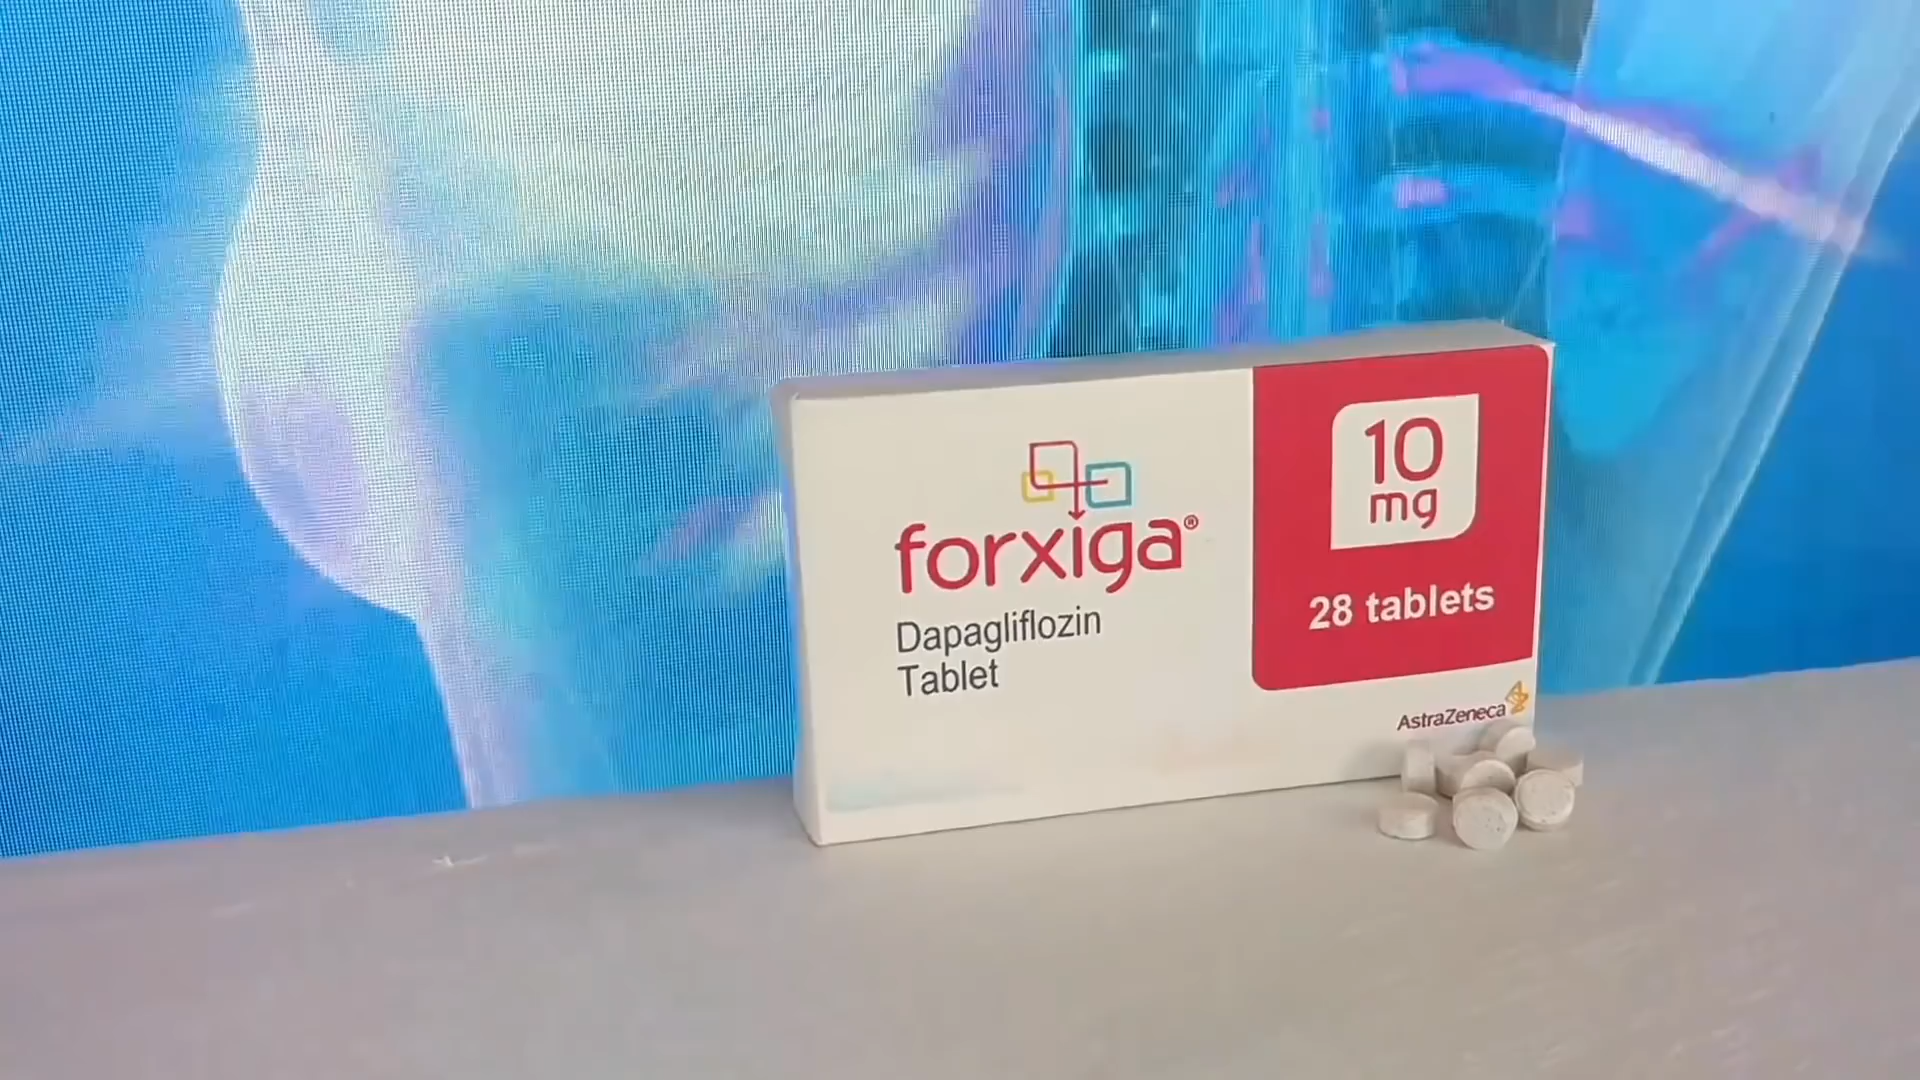 forxiga®
Dapagliflozin
Tablet
10
mg
28 tablets
AstraZeneca